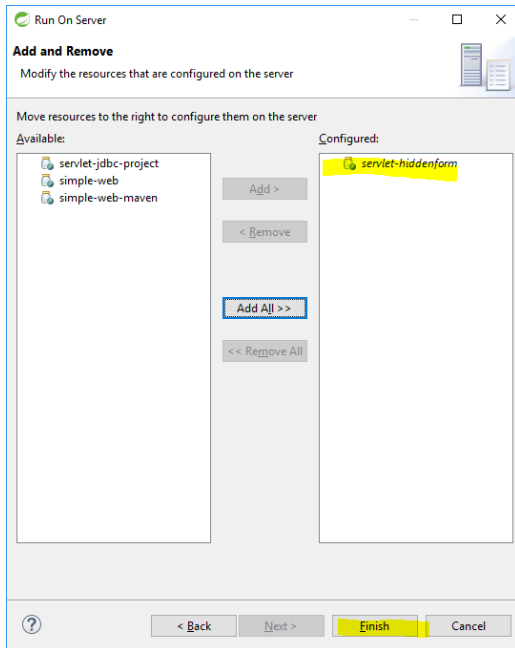 Run On Server
Add and Remove
Modify the resources that are configured on the server
Move resources to the right to configure them on the server
Available:
Configured:
servlet-jdbc-project
simple-web
simple-web-maven
servlet-hiddenform
Add >
< Remove
Add All >>
<< Remove All
?
< Back
Next >
Finish
Cancel